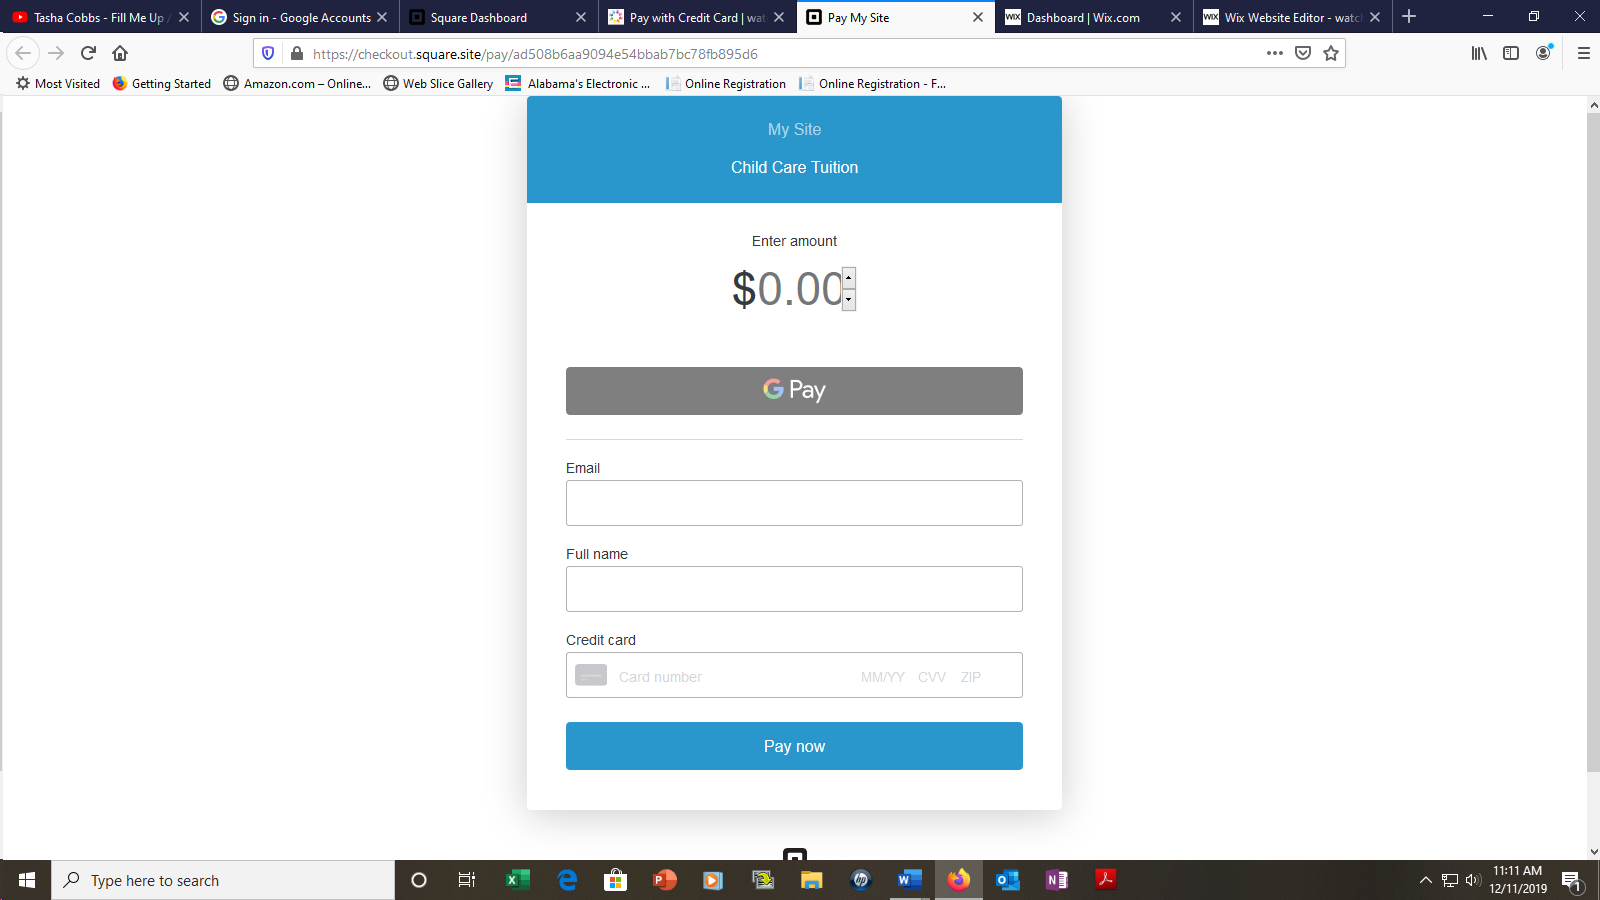 Tasha Cobbs - Fill Me Up /
Sign in - Google Accounts
Square Dashboard
Pay with Credit Card | wat
Pay My Site
WIX Dashboard | Wix.com
WIX Wix Website Editor - watc
https://checkout.square.site/pay/ad508b6aa9094e54bbab7bc78fb895d6
Most Visited
Getting Started
Amazon.com – Online...
Web Slice Gallery
Alabama's Electronic ...
Online Registration
Online Registration - F...
My Site
Child Care Tuition
Enter amount
$0.00
G Pay
Email
Full name
Credit card
Card number MM/YY CVV ZIP
Pay now
Type here to search
11:11 AM
12/11/2019
1